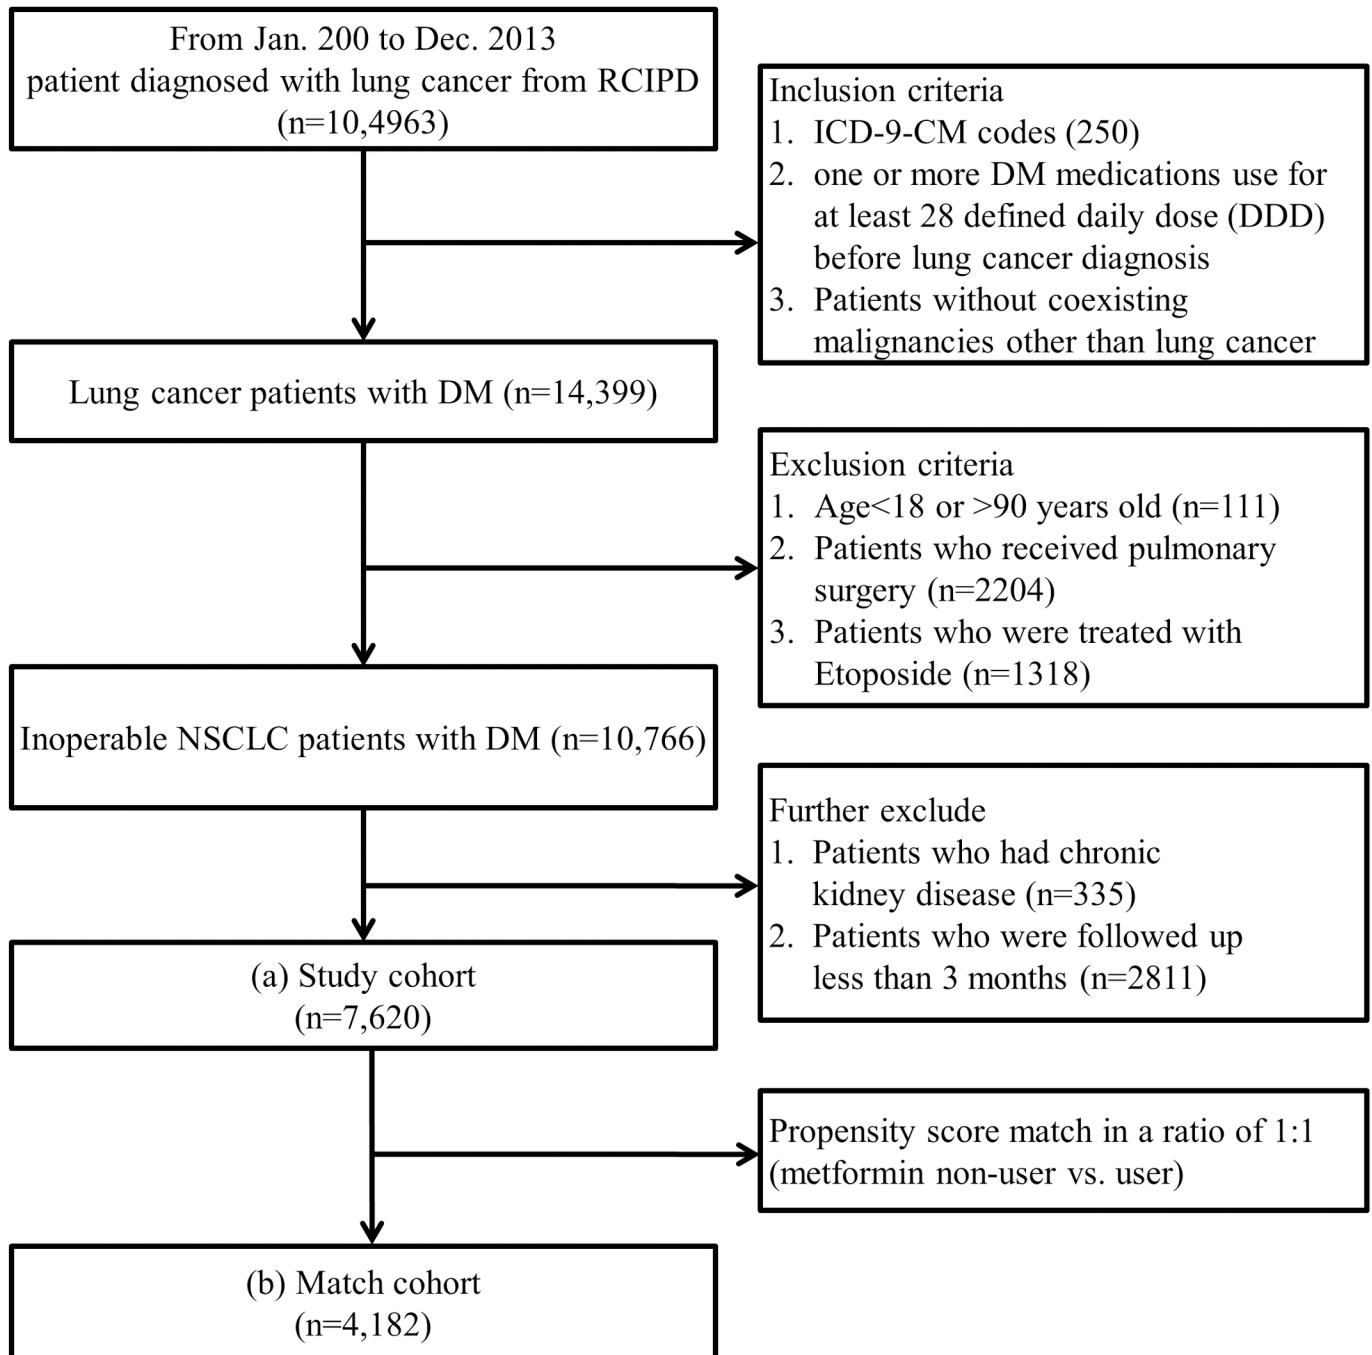 From Jan. 200 to Dec. 2013
patient diagnosed with lung cancer from RCIPD
(n=10,4963)
Inclusion criteria
1. ICD-9-CM codes (250)
2. one or more DM medications use for
at least 28 defined daily dose (DDD)
before lung cancer diagnosis
3. Patients without coexisting
malignancies other than lung cancer
Lung cancer patients with DM (n=14,399)
Exclusion criteria
1. Age<18 or >90 years old (n=111)
2. Patients who received pulmonary
surgery (n=2204)
3. Patients who were treated with
Etoposide (n=1318)
Inoperable NSCLC patients with DM (n=10,766)
Further exclude
1. Patients who had chronic
kidney disease (n=335)
2. Patients who were followed up
less than 3 months (n=2811)
(a) Study cohort
(n=7,620)
Propensity score match in a ratio of 1:1
(metformin non-user vs. user)
(b) Match cohort
(n=4,182)